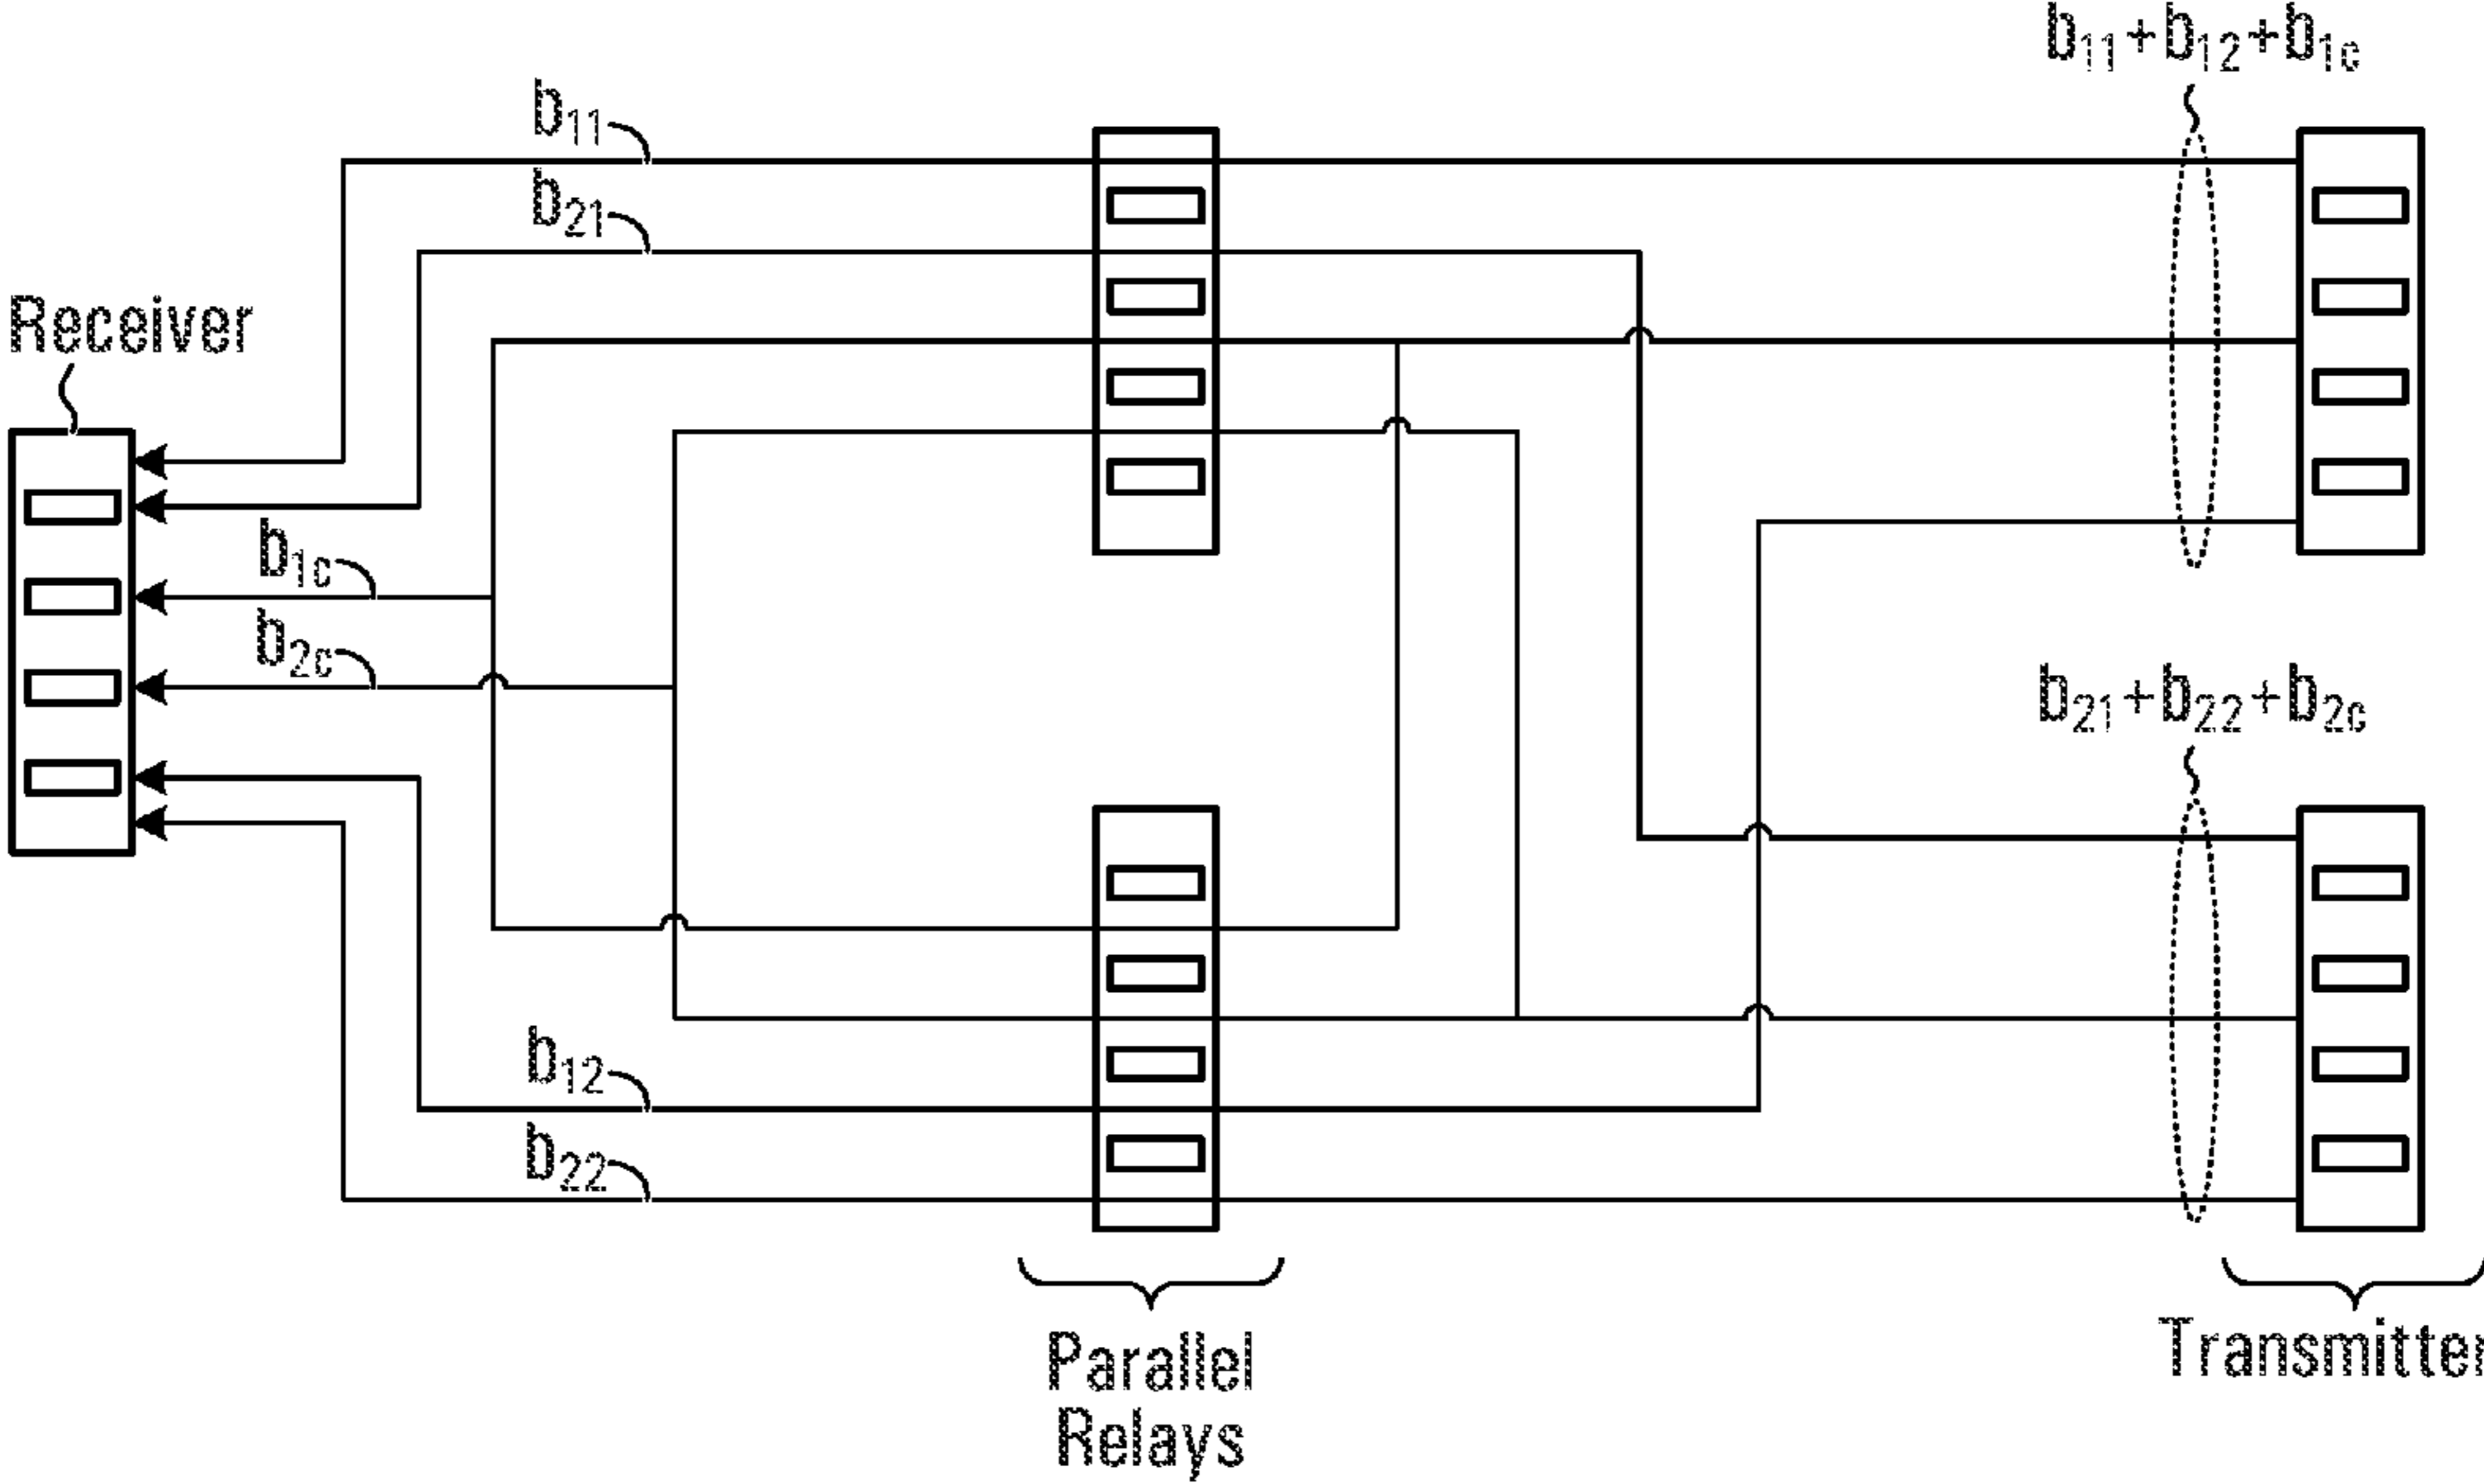 b₁₁+b₁₂+b₁c
b₁₁
b₂₁
Receiver
b₁c
b₂c
b₂₁+b₂₂+b₂c
b₁₂
b₂₂
Parallel
Relays
Transmitter